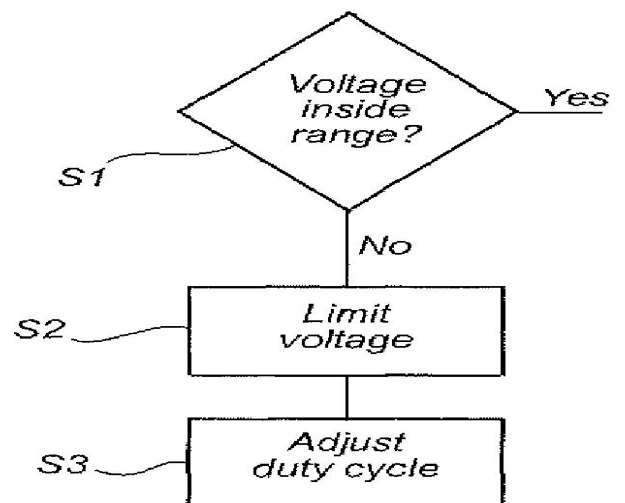 Voltage
inside
range?
Yes
S1
No
Limit
voltage
S2
Adjust
duty cycle
S3